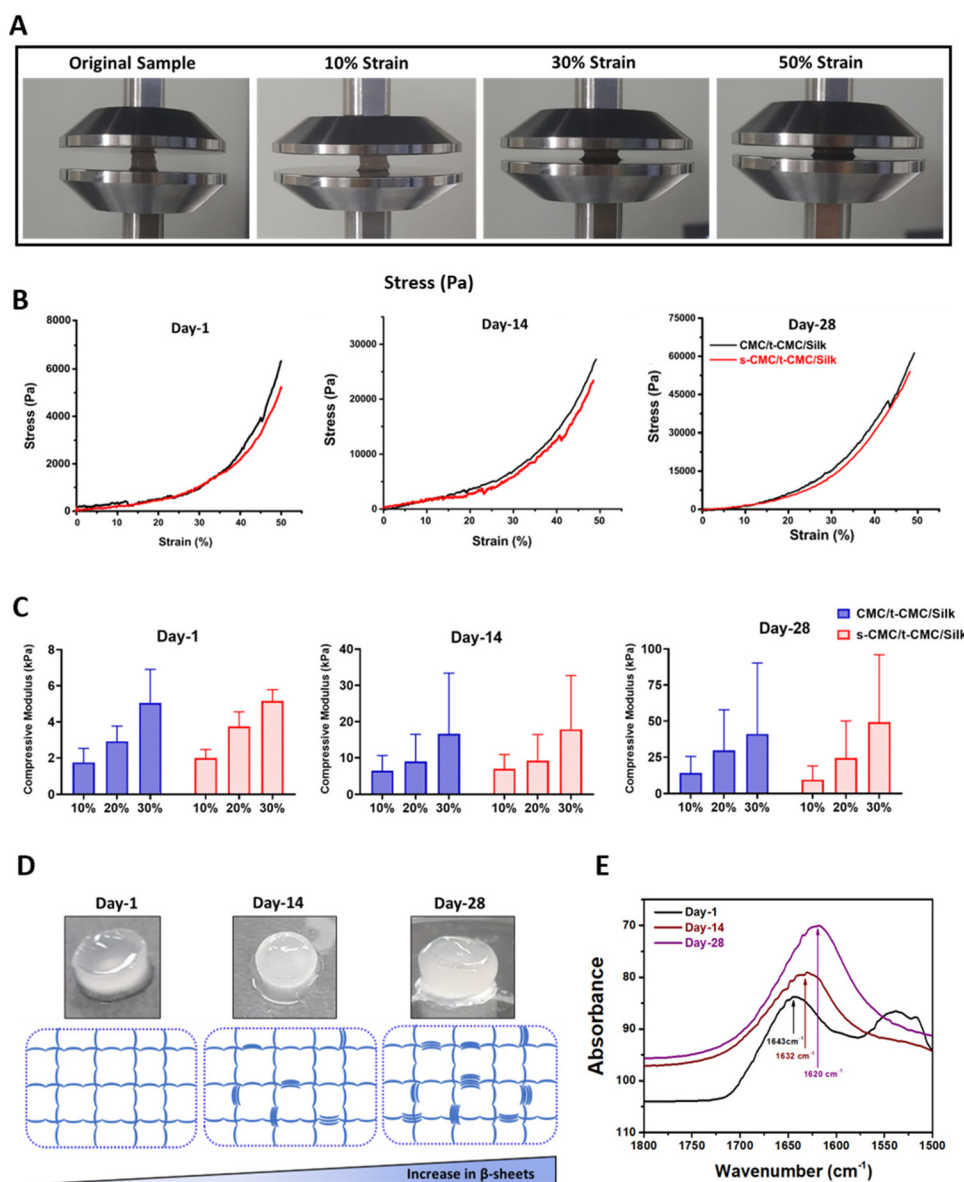 A
Original Sample
10% Strain
30% Strain
50% Strain
B
Stress (Pa)
Day-1
Stress (Pa)
8000
6000
4000
2000
0
0 10 20 30 40 50
Strain (%)
Day-14
Stress (Pa)
30000
20000
10000
0
0 10 20 30 40 50
Strain (%)
Day-28
CMC/t-CMC/Silk
s-CMC/t-CMC/Silk
Stress (Pa)
75000
60000
45000
30000
15000
0
0 10 20 30 40 50
Strain (%)
C
CMC/t-CMC/Silk
s-CMC/t-CMC/Silk
Day-1
Compressive Modulus (kPa)
8
6
4
2
0
10% 20% 30% 10% 20% 30%
Day-14
Compressive Modulus (kPa)
40
30
20
10
0
10% 20% 30% 10% 20% 30%
Day-28
Compressive Modulus (kPa)
100
75
50
25
0
10% 20% 30% 10% 20% 30%
D
Day-1
Day-14
Day-28
Increase in β-sheets
E
Day-1
Day-14
Day-28
Absorbance
70
80
90
100
110
1643cm⁻¹
1632 cm⁻¹
1620 cm⁻¹
1800 1700 1650 1600 1550 1500
Wavenumber (cm⁻¹)